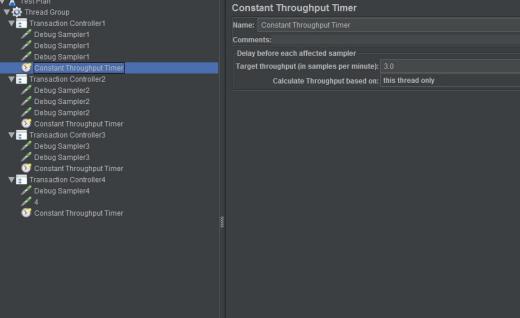 Test Plan
Thread Group
Transaction Controller1
Debug Sampler1
Debug Sampler1
Debug Sampler1
Constant Throughput Timer
Transaction Controller2
Debug Sampler2
Debug Sampler2
Debug Sampler2
Constant Throughput Timer
Transaction Controller3
Debug Sampler3
Debug Sampler3
Constant Throughput Timer
Transaction Controller4
Debug Sampler4
4
Constant Throughput Timer
Constant Throughput Timer
Name: Constant Throughput Timer
Comments:
Delay before each affected sampler
Target throughput (in samples per minute): 3.0
Calculate Throughput based on: this thread only